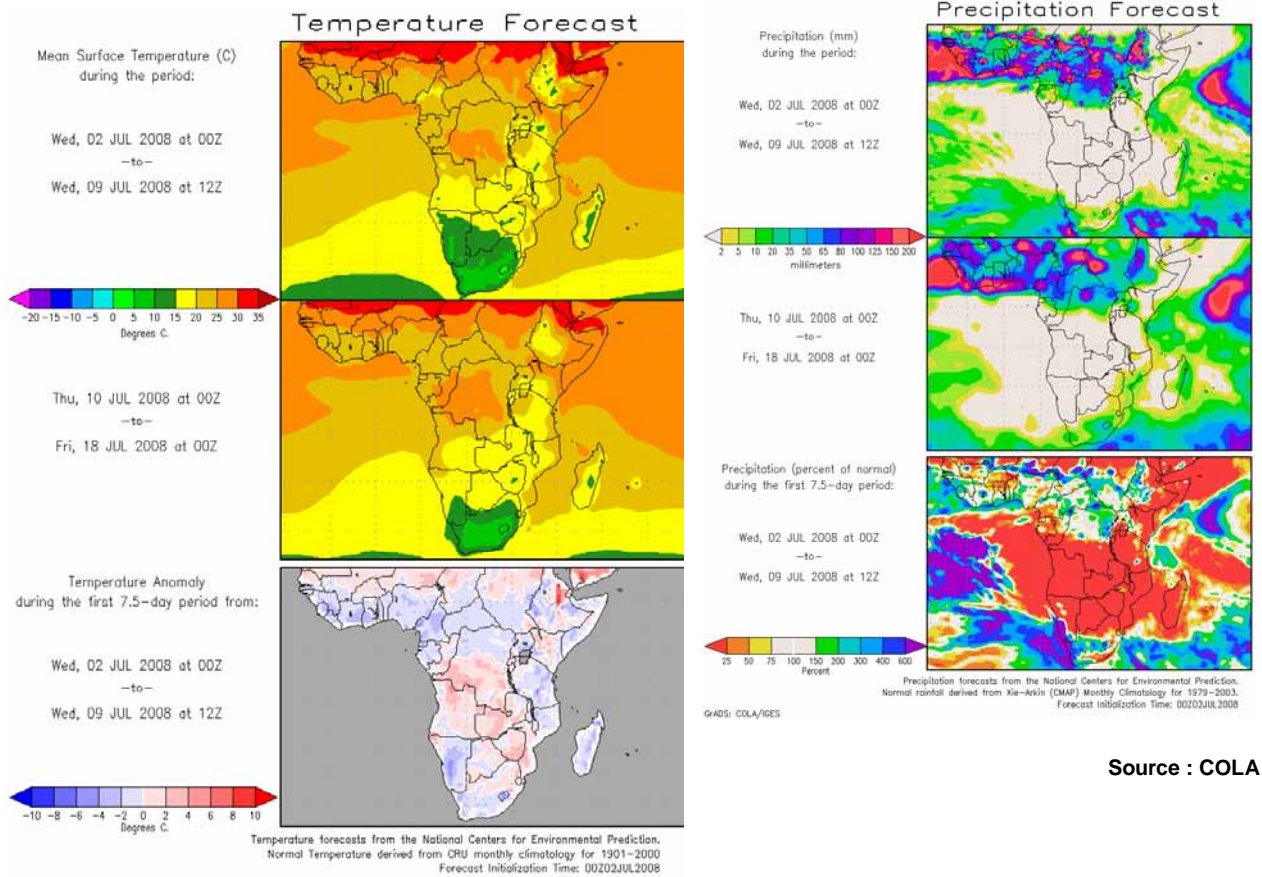 Temperature Forecast
Mean Surface Temperature (C)
during the period:
Wed, 02 JUL 2008 at 00Z
-to-
Wed, 09 JUL 2008 at 12Z
-20 -15 -10 -5 0 5 10 15 20 25 30 35
Degrees C.
Thu, 10 JUL 2008 at 00Z
-to-
Fri, 18 JUL 2008 at 00Z
Temperature Anomaly
during the first 7.5-day period from:
Wed, 02 JUL 2008 at 00Z
-to-
Wed, 09 JUL 2008 at 12Z
-10 -8 -6 -4 -2 0 2 4 6 8 10
Degrees C.
Temperature forecasts from the National Centers for Environmental Prediction.
Normal Temperature derived from CRU monthly climatology for 1901-2000
Forecast Initialization Time: 00Z02JUL2008
Precipitation Forecast
Precipitation (mm)
during the period:
Wed, 02 JUL 2008 at 00Z
-to-
Wed, 09 JUL 2008 at 12Z
2 5 10 20 35 50 65 80 100 125 150 200
millimeters
Thu, 10 JUL 2008 at 00Z
-to-
Fri, 18 JUL 2008 at 00Z
Precipitation (percent of normal)
during the first 7.5-day period:
Wed, 02 JUL 2008 at 00Z
-to-
Wed, 09 JUL 2008 at 12Z
25 50 75 100 150 200 300 400 600
Percent
Precipitation forecasts from the National Centers for Environmental Prediction.
Normal rainfall derived from Xie-Arkin (CMAP) Monthly Climatology for 1979-2003.
Forecast Initialization Time: 00Z02JUL2008
GrADS: COLA/IGES
Source : COLA